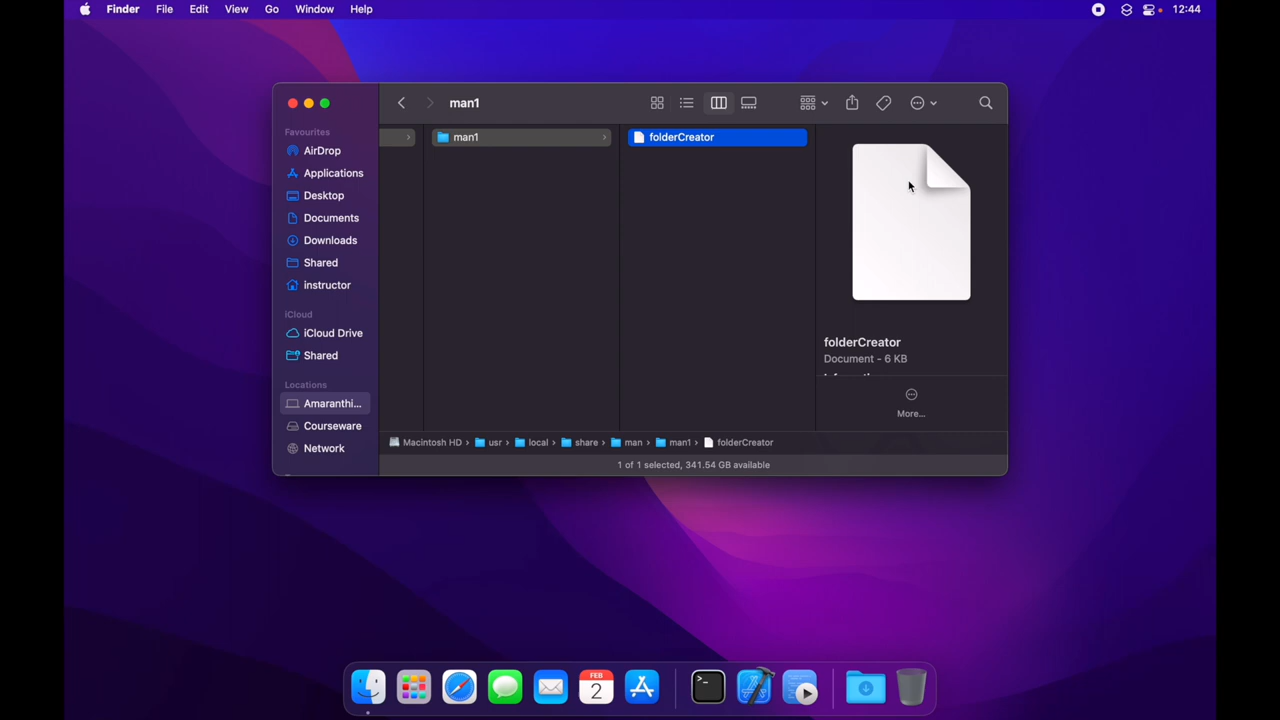 Finder File Edit View Go Window Help 12:44
man1
Favourites
AirDrop
Applications
Desktop
Documents
Downloads
Shared
instructor
iCloud
iCloud Drive
Shared
Locations
Amaranthi...
Courseware
Network
man1
folderCreator
folderCreator
Document - 6 KB
More...
Macintosh HD › usr › local › share › man › man1 › folderCreator
1 of 1 selected, 341.54 GB available
FEB
2